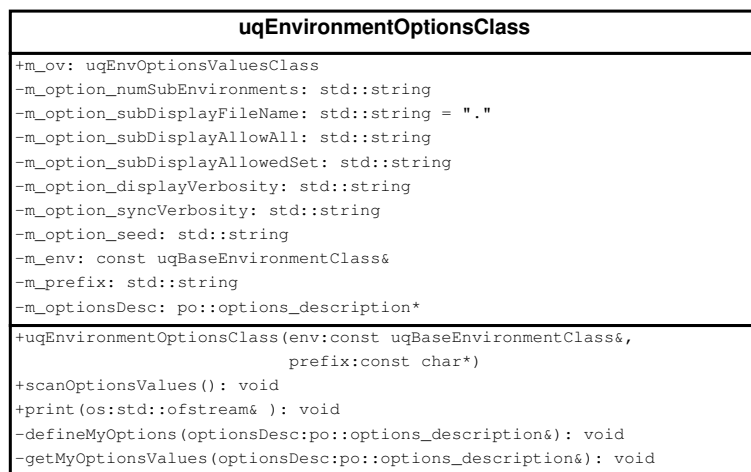 uqEnvironmentOptionsClass
+m_ov: uqEnvOptionsValuesClass
-m_option_numSubEnvironments: std::string
-m_option_subDisplayFileName: std::string = "."
-m_option_subDisplayAllowAll: std::string
-m_option_subDisplayAllowedSet: std::string
-m_option_displayVerbosity: std::string
-m_option_syncVerbosity: std::string
-m_option_seed: std::string
-m_env: const uqBaseEnvironmentClass&
-m_prefix: std::string
-m_optionsDesc: po::options_description*
+uqEnvironmentOptionsClass(env:const uqBaseEnvironmentClass&,
prefix:const char*)
+scanOptionsValues(): void
+print(os:std::ofstream& ): void
-defineMyOptions(optionsDesc:po::options_description&): void
-getMyOptionsValues(optionsDesc:po::options_description&): void